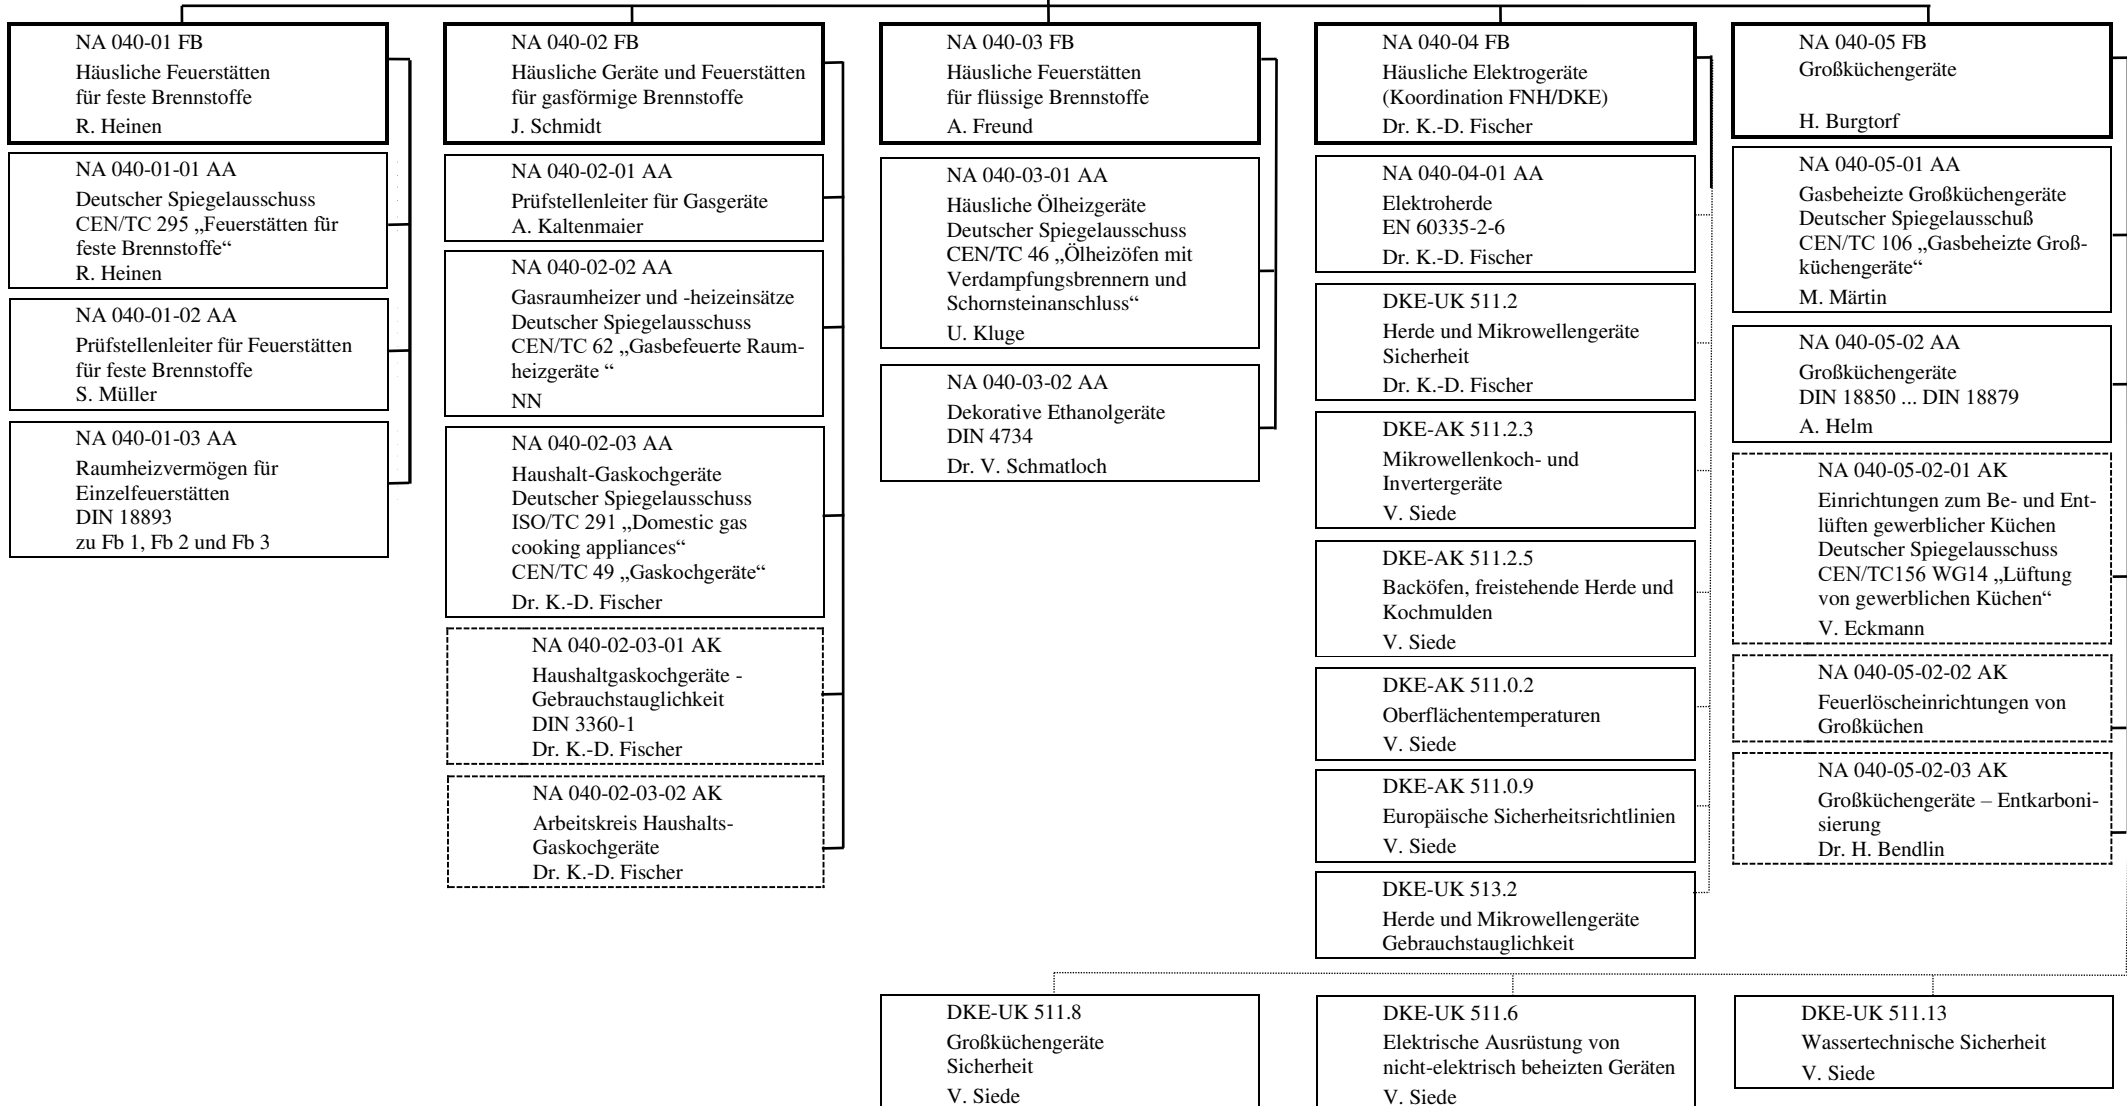 NA 040-01 FB
Häusliche Feuerstätten
für feste Brennstoffe
R. Heinen
NA 040-01-01 AA
Deutscher Spiegelausschuss
CEN/TC 295 „Feuerstätten für
feste Brennstoffe“
R. Heinen
NA 040-01-02 AA
Prüfstellenleiter für Feuerstätten
für feste Brennstoffe
S. Müller
NA 040-01-03 AA
Raumheizvermögen für
Einzelfeuerstätten
DIN 18893
zu Fb 1, Fb 2 und Fb 3
NA 040-02 FB
Häusliche Geräte und Feuerstätten
für gasförmige Brennstoffe
J. Schmidt
NA 040-02-01 AA
Prüfstellenleiter für Gasgeräte
A. Kaltenmaier
NA 040-02-02 AA
Gasraumheizer und -heizeinsätze
Deutscher Spiegelausschuss
CEN/TC 62 „Gasbefeuerte Raum-
heizgeräte “
NN
NA 040-02-03 AA
Haushalt-Gaskochgeräte
Deutscher Spiegelausschuss
ISO/TC 291 „Domestic gas
cooking appliances“
CEN/TC 49 „Gaskochgeräte“
Dr. K.-D. Fischer
NA 040-02-03-01 AK
Haushaltgaskochgeräte -
Gebrauchstauglichkeit
DIN 3360-1
Dr. K.-D. Fischer
NA 040-02-03-02 AK
Arbeitskreis Haushalts-
Gaskochgeräte
Dr. K.-D. Fischer
NA 040-03 FB
Häusliche Feuerstätten
für flüssige Brennstoffe
A. Freund
NA 040-03-01 AA
Häusliche Ölheizgeräte
Deutscher Spiegelausschuss
CEN/TC 46 „Ölheizöfen mit
Verdampfungsbrennern und
Schornsteinanschluss“
U. Kluge
NA 040-03-02 AA
Dekorative Ethanolgeräte
DIN 4734
Dr. V. Schmatloch
NA 040-04 FB
Häusliche Elektrogeräte
(Koordination FNH/DKE)
Dr. K.-D. Fischer
NA 040-04-01 AA
Elektroherde
EN 60335-2-6
Dr. K.-D. Fischer
DKE-UK 511.2
Herde und Mikrowellengeräte
Sicherheit
Dr. K.-D. Fischer
DKE-AK 511.2.3
Mikrowellenkoch- und
Invertergeräte
V. Siede
DKE-AK 511.2.5
Backöfen, freistehende Herde und
Kochmulden
V. Siede
DKE-AK 511.0.2
Oberflächentemperaturen
V. Siede
DKE-AK 511.0.9
Europäische Sicherheitsrichtlinien
V. Siede
DKE-UK 513.2
Herde und Mikrowellengeräte
Gebrauchstauglichkeit
NA 040-05 FB
Großküchengeräte
H. Burgtorf
NA 040-05-01 AA
Gasbeheizte Großküchengeräte
Deutscher Spiegelausschuß
CEN/TC 106 „Gasbeheizte Groß-
küchengeräte“
M. Märtin
NA 040-05-02 AA
Großküchengeräte
DIN 18850 ... DIN 18879
A. Helm
NA 040-05-02-01 AK
Einrichtungen zum Be- und Ent-
lüften gewerblicher Küchen
Deutscher Spiegelausschuss
CEN/TC156 WG14 „Lüftung
von gewerblichen Küchen“
V. Eckmann
NA 040-05-02-02 AK
Feuerlöscheinrichtungen von
Großküchen
NA 040-05-02-03 AK
Großküchengeräte – Entkarboni-
sierung
Dr. H. Bendlin
DKE-UK 511.8
Großküchengeräte
Sicherheit
V. Siede
DKE-UK 511.6
Elektrische Ausrüstung von
nicht-elektrisch beheizten Geräten
V. Siede
DKE-UK 511.13
Wassertechnische Sicherheit
V. Siede